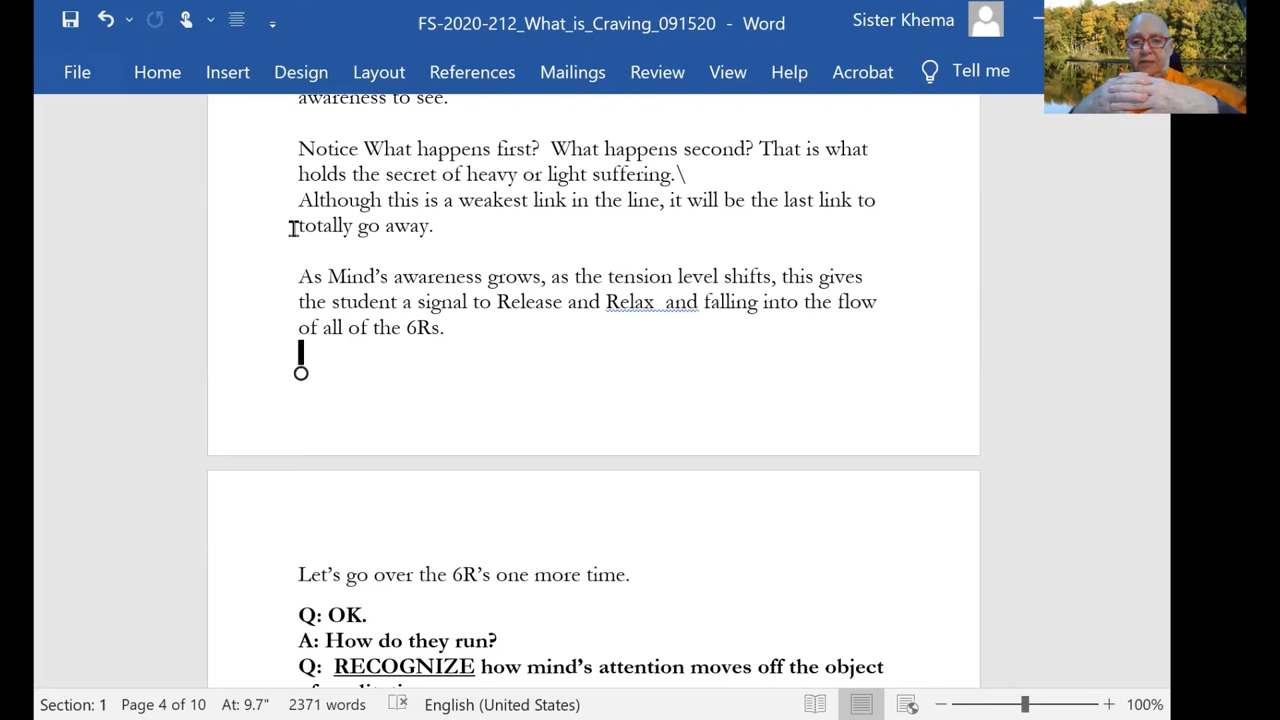 FS-2020-212_What_is_Craving_091520 - Word
Sister Khema
File Home Insert Design Layout References Mailings Review View Help Acrobat Tell me
awareness to see.
Notice What happens first?  What happens second? That is what
holds the secret of heavy or light suffering.\
Although this is a weakest link in the line, it will be the last link to
totally go away.
As Mind’s awareness grows, as the tension level shifts, this gives
the student a signal to Release and Relax  and falling into the flow
of all of the 6Rs.
Let’s go over the 6R’s one more time.
Q: OK.
A: How do they run?
Q:  RECOGNIZE how mind’s attention moves off the object
Section: 1 Page 4 of 10 At: 9.7" 2371 words English (United States) 100%